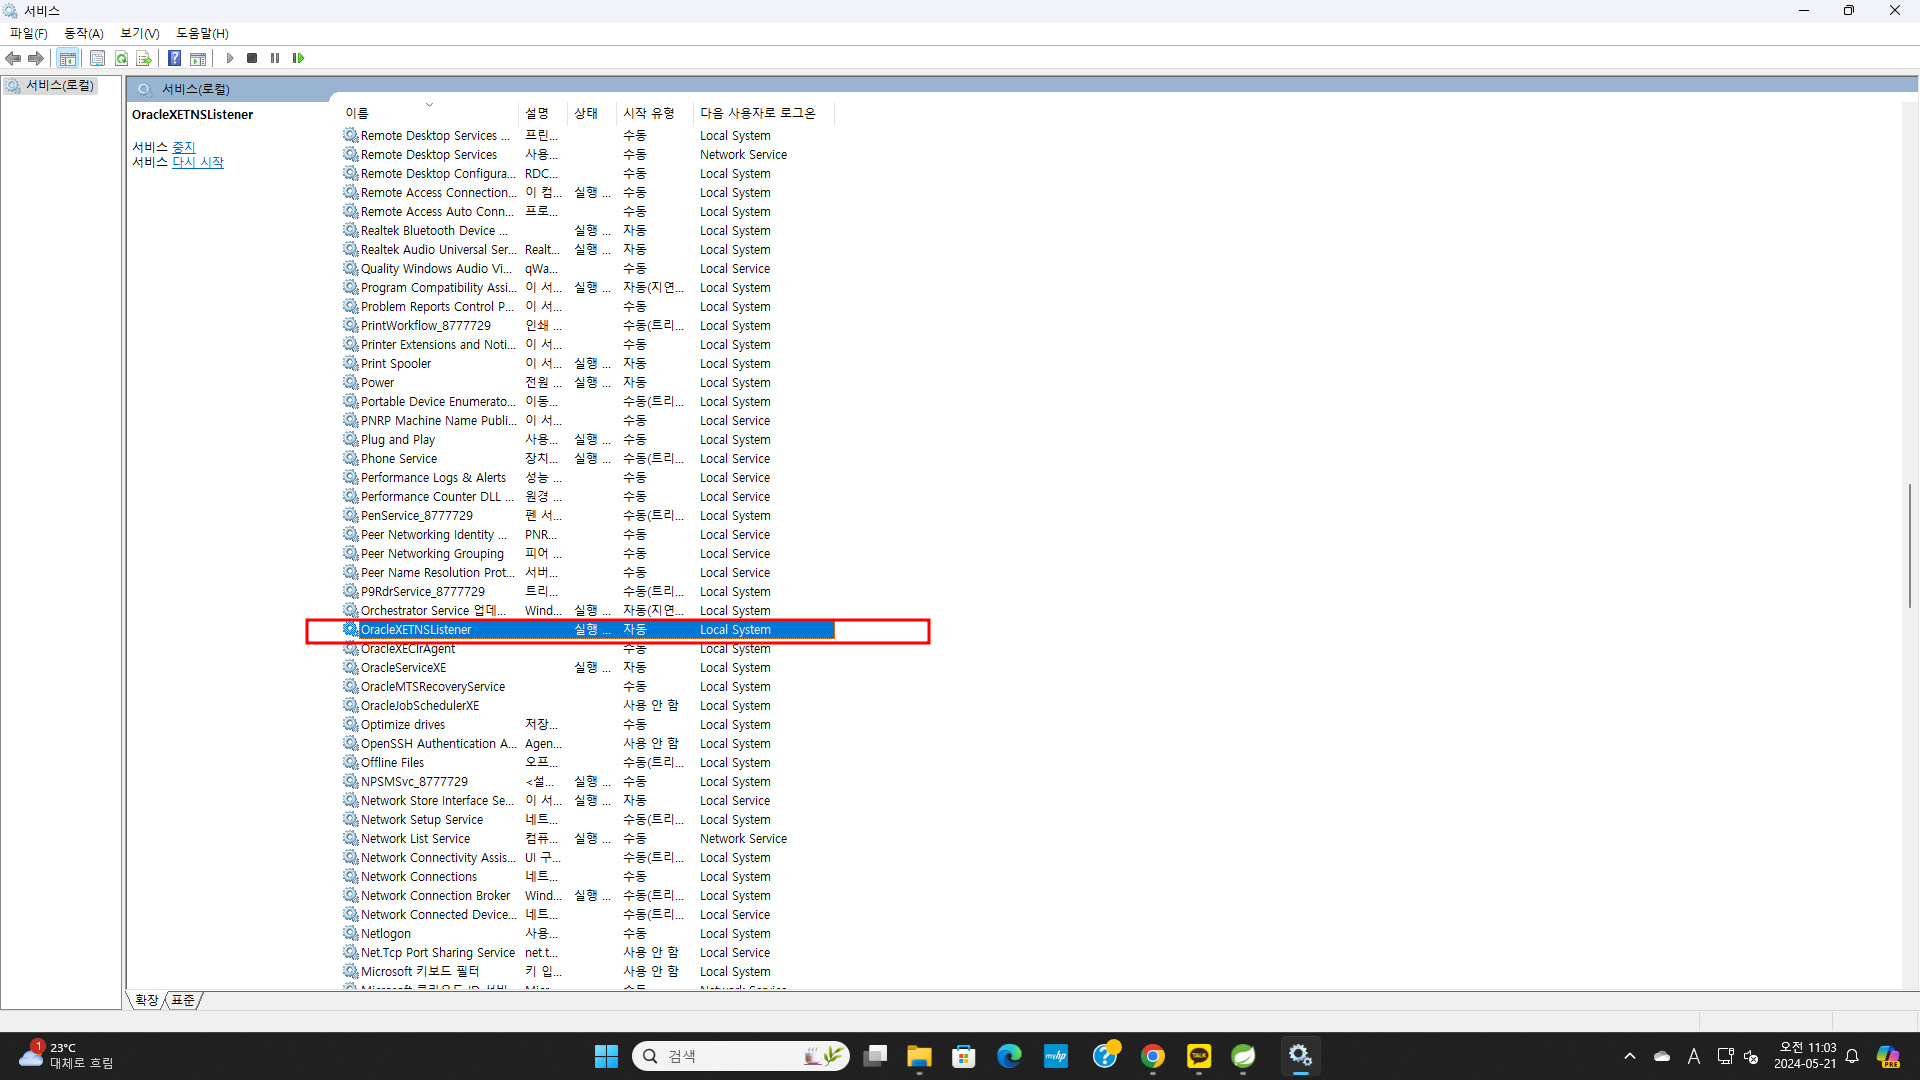 서비스
파일(F) 동작(A) 보기(V) 도움말(H)
서비스(로컬)
서비스(로컬)
OracleXETNSListener
서비스 중지
서비스 다시 시작
이름 설명 상태 시작 유형 다음 사용자로 로그온
Remote Desktop Services ... 프린... 수동 Local System
Remote Desktop Services 사용... 수동 Network Service
Remote Desktop Configura... RDC... 수동 Local System
Remote Access Connection... 이 컴... 실행 ... 수동 Local System
Remote Access Auto Conn... 프로... 수동 Local System
Realtek Bluetooth Device ... 실행 ... 자동 Local System
Realtek Audio Universal Ser... Realt... 실행 ... 자동 Local System
Quality Windows Audio Vi... qWa... 수동 Local Service
Program Compatibility Assi... 이 서... 실행 ... 자동(지연... Local System
Problem Reports Control P... 이 서... 수동 Local System
PrintWorkflow_8777729 인쇄 ... 수동(트리... Local System
Printer Extensions and Noti... 이 서... 수동 Local System
Print Spooler 이 서... 실행 ... 자동 Local System
Power 전원 ... 실행 ... 자동 Local System
Portable Device Enumerato... 이동... 수동(트리... Local System
PNRP Machine Name Publi... 이 서... 수동 Local Service
Plug and Play 사용... 실행 ... 수동 Local System
Phone Service 장치... 실행 ... 수동(트리... Local Service
Performance Logs & Alerts 성능 ... 수동 Local Service
Performance Counter DLL ... 원경 ... 수동 Local Service
PenService_8777729 펜 서... 수동(트리... Local System
Peer Networking Identity ... PNR... 수동 Local Service
Peer Networking Grouping 피어 ... 수동 Local Service
Peer Name Resolution Prot... 서버... 수동 Local Service
P9RdrService_8777729 트리... 수동(트리... Local System
Orchestrator Service 업데... Wind... 실행 ... 자동(지연... Local System
OracleXETNSListener 실행 ... 자동 Local System
OracleXEClrAgent 수동 Local System
OracleServiceXE 실행 ... 자동 Local System
OracleMTSRecoveryService 수동 Local System
OracleJobSchedulerXE 사용 안 함 Local System
Optimize drives 저장... 수동 Local System
OpenSSH Authentication A... Agen... 사용 안 함 Local System
Offline Files 오프... 수동(트리... Local System
NPSMSvc_8777729 <설... 실행 ... 수동 Local System
Network Store Interface Se... 이 서... 실행 ... 자동 Local Service
Network Setup Service 네트... 수동(트리... Local System
Network List Service 컴퓨... 실행 ... 수동 Network Service
Network Connectivity Assis... UI 구... 수동(트리... Local System
Network Connections 네트... 수동 Local System
Network Connection Broker Wind... 실행 ... 수동(트리... Local System
Network Connected Device... 네트... 수동(트리... Local Service
Netlogon 사용... 수동 Local System
Net.Tcp Port Sharing Service net.t... 사용 안 함 Local Service
Microsoft 키보드 필터 키 입... 사용 안 함 Local System
확장 표준
1 23°C
대체로 흐림
검색
myhp
TALK
A
오전 11:03
2024-05-21
PRE